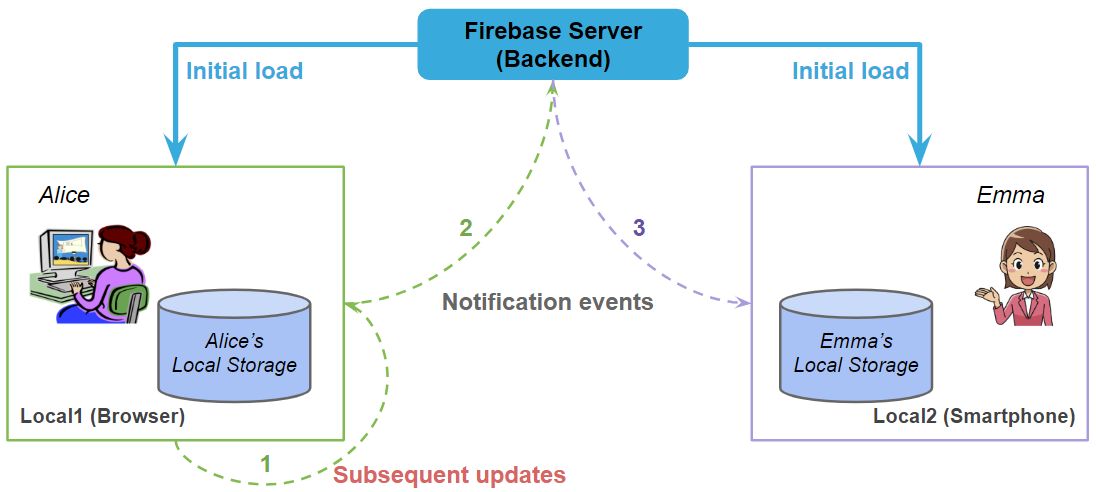 Firebase Server
(Backend)
Initial load
Initial load
Alice
Emma
2
3
Notification events
Alice’s
Local Storage
Emma’s
Local Storage
Local1 (Browser)
Local2 (Smartphone)
1
Subsequent updates